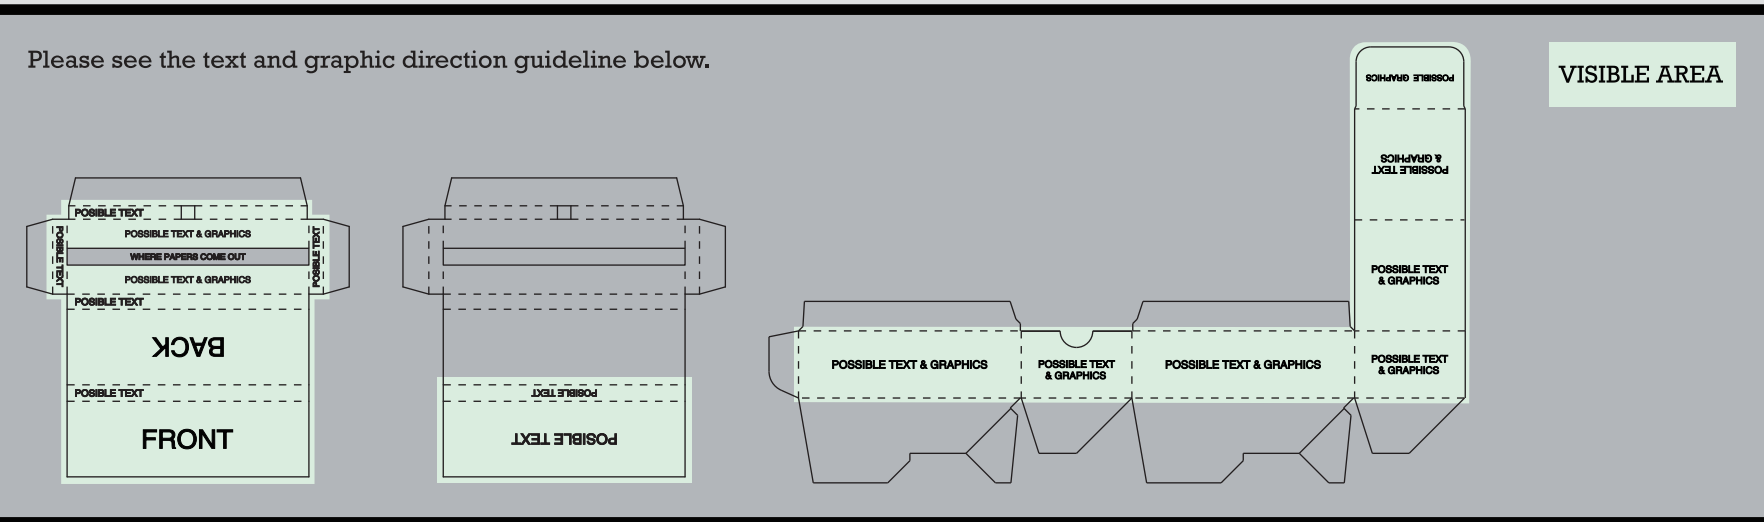 Please see the text and graphic direction guideline below.
VISIBLE AREA
POSIBLE TEXT
POSSIBLE TEXT & GRAPHICS
POSIBLE TEXT
WHERE PAPERS COME OUT
POSIBLE TEXT
POSSIBLE TEXT & GRAPHICS
POSIBLE TEXT
BACK
POSIBLE TEXT
FRONT
POSIBLE TEXT
POSIBLE TEXT
POSSIBLE GRAPHICS
POSSIBLE TEXT
& GRAPHICS
POSSIBLE TEXT
& GRAPHICS
POSSIBLE TEXT & GRAPHICS
POSSIBLE TEXT
& GRAPHICS
POSSIBLE TEXT & GRAPHICS
POSSIBLE TEXT
& GRAPHICS